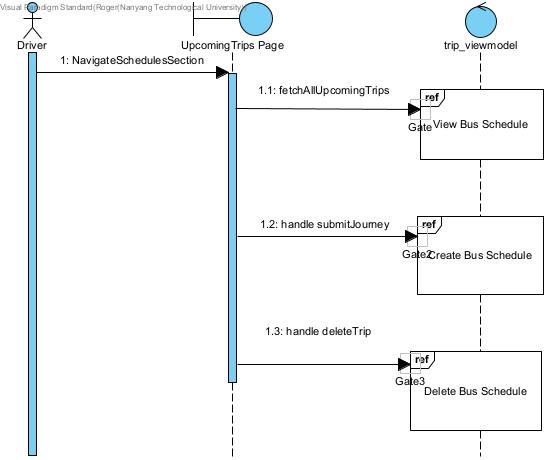 Visual Paradigm Standard(Roger(Nanyang Technological University))
Driver
UpcomingTrips Page
trip_viewmodel
1: NavigateSchedulesSection
1.1: fetchAllUpcomingTrips
ref
Gate
View Bus Schedule
1.2: handle submitJourney
ref
Gate2
Create Bus Schedule
1.3: handle deleteTrip
ref
Gate3
Delete Bus Schedule